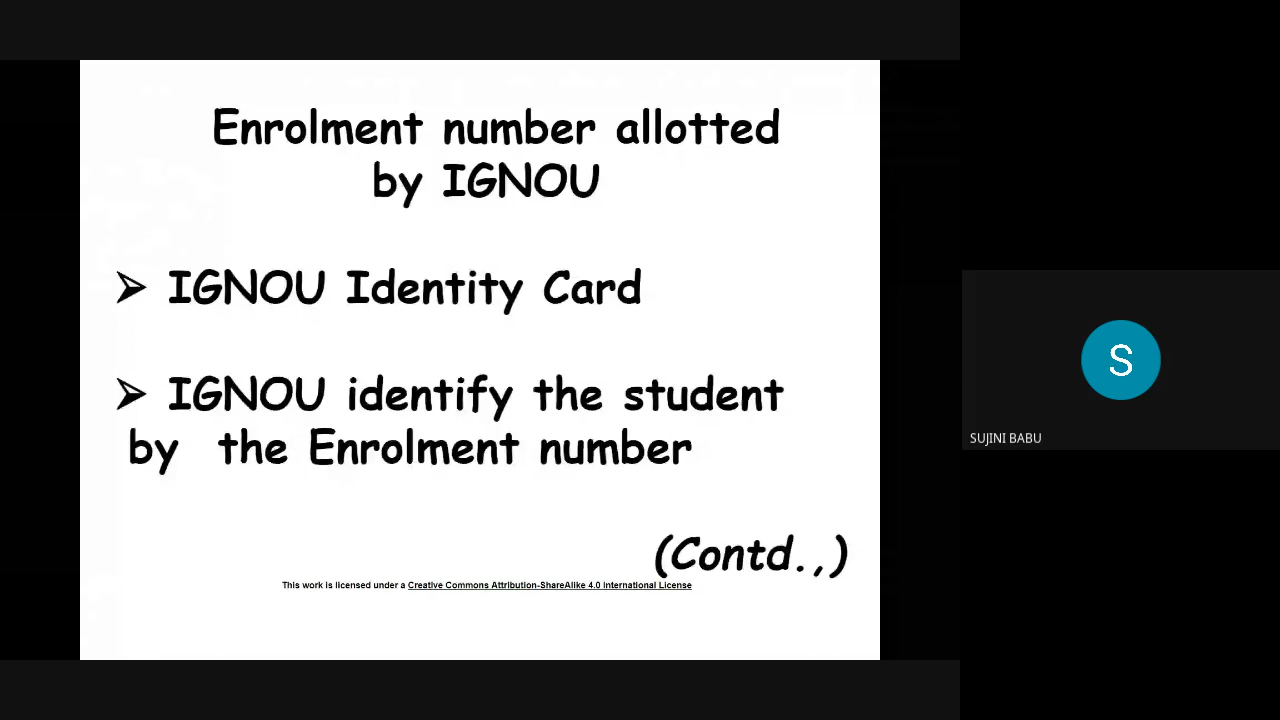 Enrolment number allotted
by IGNOU
➢ IGNOU Identity Card
➢ IGNOU identify the student
by the Enrolment number
(Contd.,)
This work is licensed under a Creative Commons Attribution-ShareAlike 4.0 International License
S
SUJINI BABU